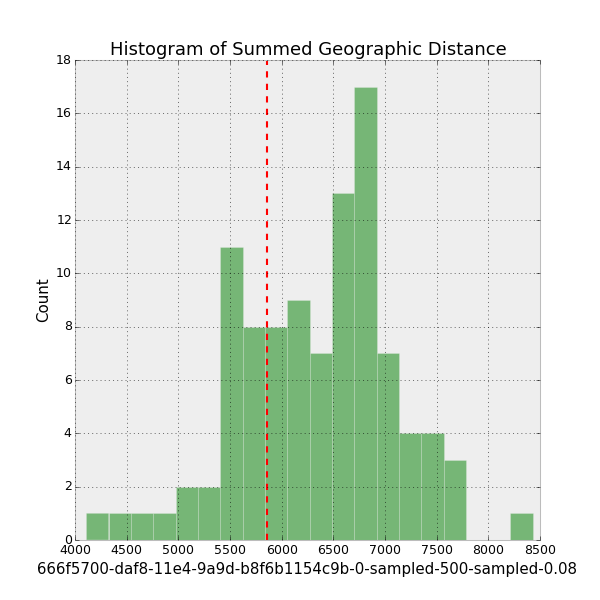 Histogram of Summed Geographic Distance
18
16
14
12
10
8
6
4
2
0
Count
4000 4500 5000 5500 6000 6500 7000 7500 8000 8500
666f5700-daf8-11e4-9a9d-b8f6b1154c9b-0-sampled-500-sampled-0.08